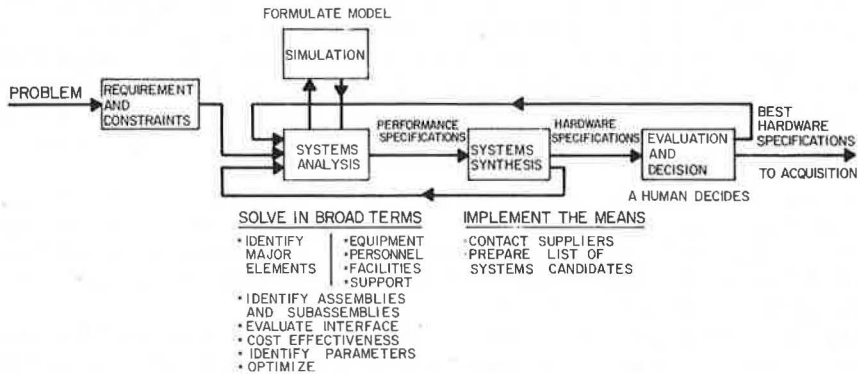 FORMULATE MODEL
SIMULATION
PROBLEM
REQUIREMENT
AND
CONSTRAINTS
SYSTEMS
ANALYSIS
PERFORMANCE
SPECIFICATIONS
SYSTEMS
SYNTHESIS
HARDWARE
SPECIFICATIONS
EVALUATION
AND
DECISION
BEST
HARDWARE
SPECIFICATIONS
TO ACQUISITION
A HUMAN DECIDES
SOLVE IN BROAD TERMS
• IDENTIFY
MAJOR
ELEMENTS
• EQUIPMENT
• PERSONNEL
• FACILITIES
• SUPPORT
• IDENTIFY ASSEMBLIES
AND SUBASSEMBLIES
• EVALUATE INTERFACE
• COST EFFECTIVENESS
• IDENTIFY PARAMETERS
• OPTIMIZE
IMPLEMENT THE MEANS
• CONTACT SUPPLIERS
• PREPARE LIST OF
SYSTEMS CANDIDATES